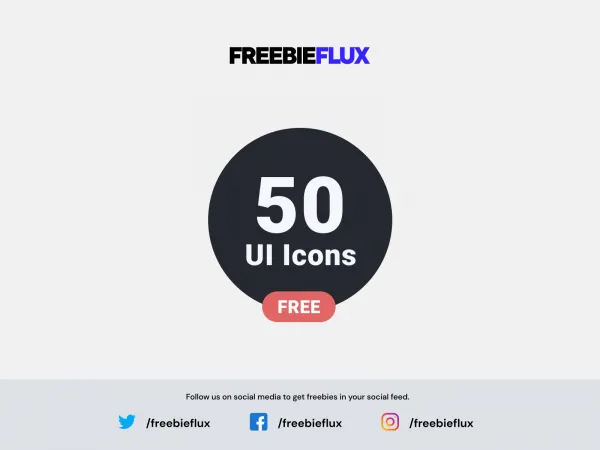 FREEBIEFLUX
50
UI Icons
FREE
Follow us on social media to get freebies in your social feed.
/freebieflux /freebieflux /freebieflux